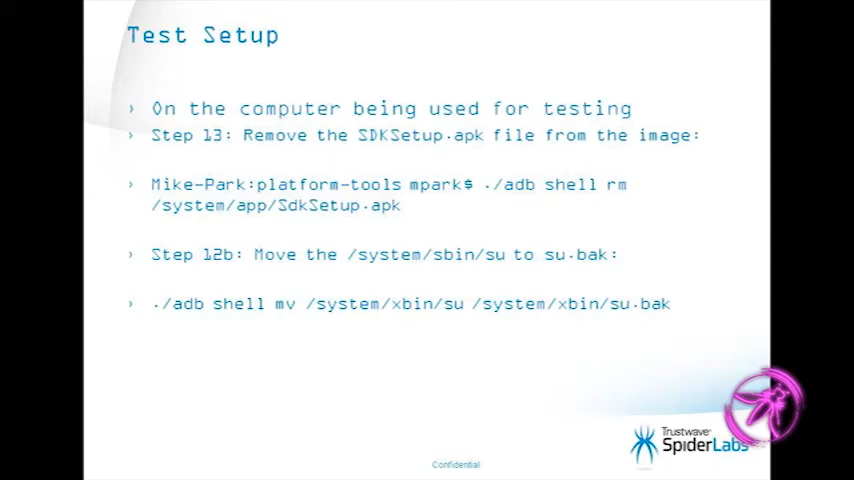 Test Setup
› On the computer being used for testing
› Step 13: Remove the SDKSetup.apk file from the image:
› Mike-Park:platform-tools mpark$ ./adb shell rm
/system/app/SdkSetup.apk
› Step 12b: Move the /system/sbin/su to su.bak:
› ./adb shell mv /system/xbin/su /system/xbin/su.bak
Trustwave®
SpiderLabs
Confidential